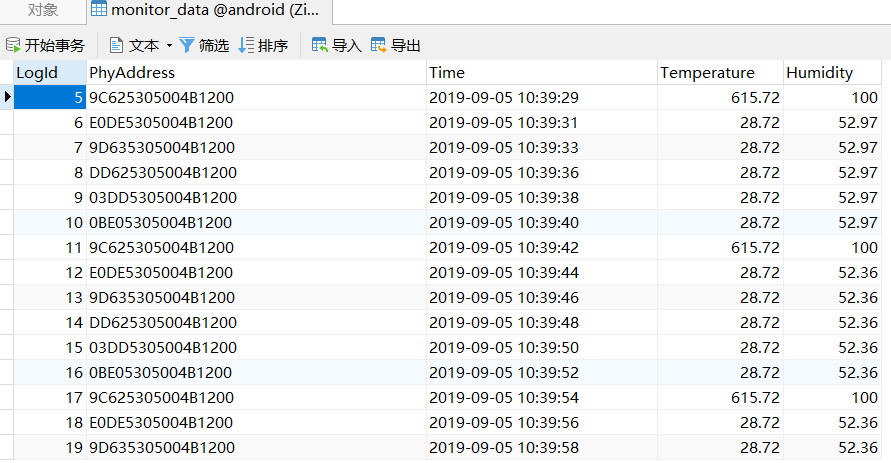 对象 monitor_data @android (Zi...
开始事务 文本 筛选 排序 导入 导出
LogId PhyAddress Time Temperature Humidity
5 9C625305004B1200 2019-09-05 10:39:29 615.72 100
6 E0DE5305004B1200 2019-09-05 10:39:31 28.72 52.97
7 9D635305004B1200 2019-09-05 10:39:33 28.72 52.97
8 DD625305004B1200 2019-09-05 10:39:36 28.72 52.97
9 03DD5305004B1200 2019-09-05 10:39:38 28.72 52.97
10 0BE05305004B1200 2019-09-05 10:39:40 28.72 52.97
11 9C625305004B1200 2019-09-05 10:39:42 615.72 100
12 E0DE5305004B1200 2019-09-05 10:39:44 28.72 52.36
13 9D635305004B1200 2019-09-05 10:39:46 28.72 52.36
14 DD625305004B1200 2019-09-05 10:39:48 28.72 52.36
15 03DD5305004B1200 2019-09-05 10:39:50 28.72 52.36
16 0BE05305004B1200 2019-09-05 10:39:52 28.72 52.36
17 9C625305004B1200 2019-09-05 10:39:54 615.72 100
18 E0DE5305004B1200 2019-09-05 10:39:56 28.72 52.36
19 9D635305004B1200 2019-09-05 10:39:58 28.72 52.36